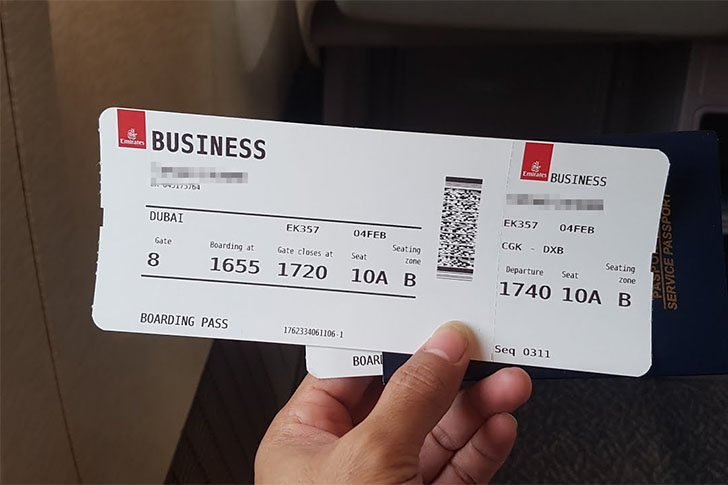 Emirates
BUSINESS
DUBAI
EK357 04FEB
Gate Boarding at Gate closes at Seat Seating zone
8 1655 1720 10A B
BOARDING PASS
1762334061106-1
Emirates
BUSINESS
EK357 04FEB
CGK - DXB
Departure Seat Seating zone
1740 10A B
Seq 0311
BOAR
SERVICE PASSPORT